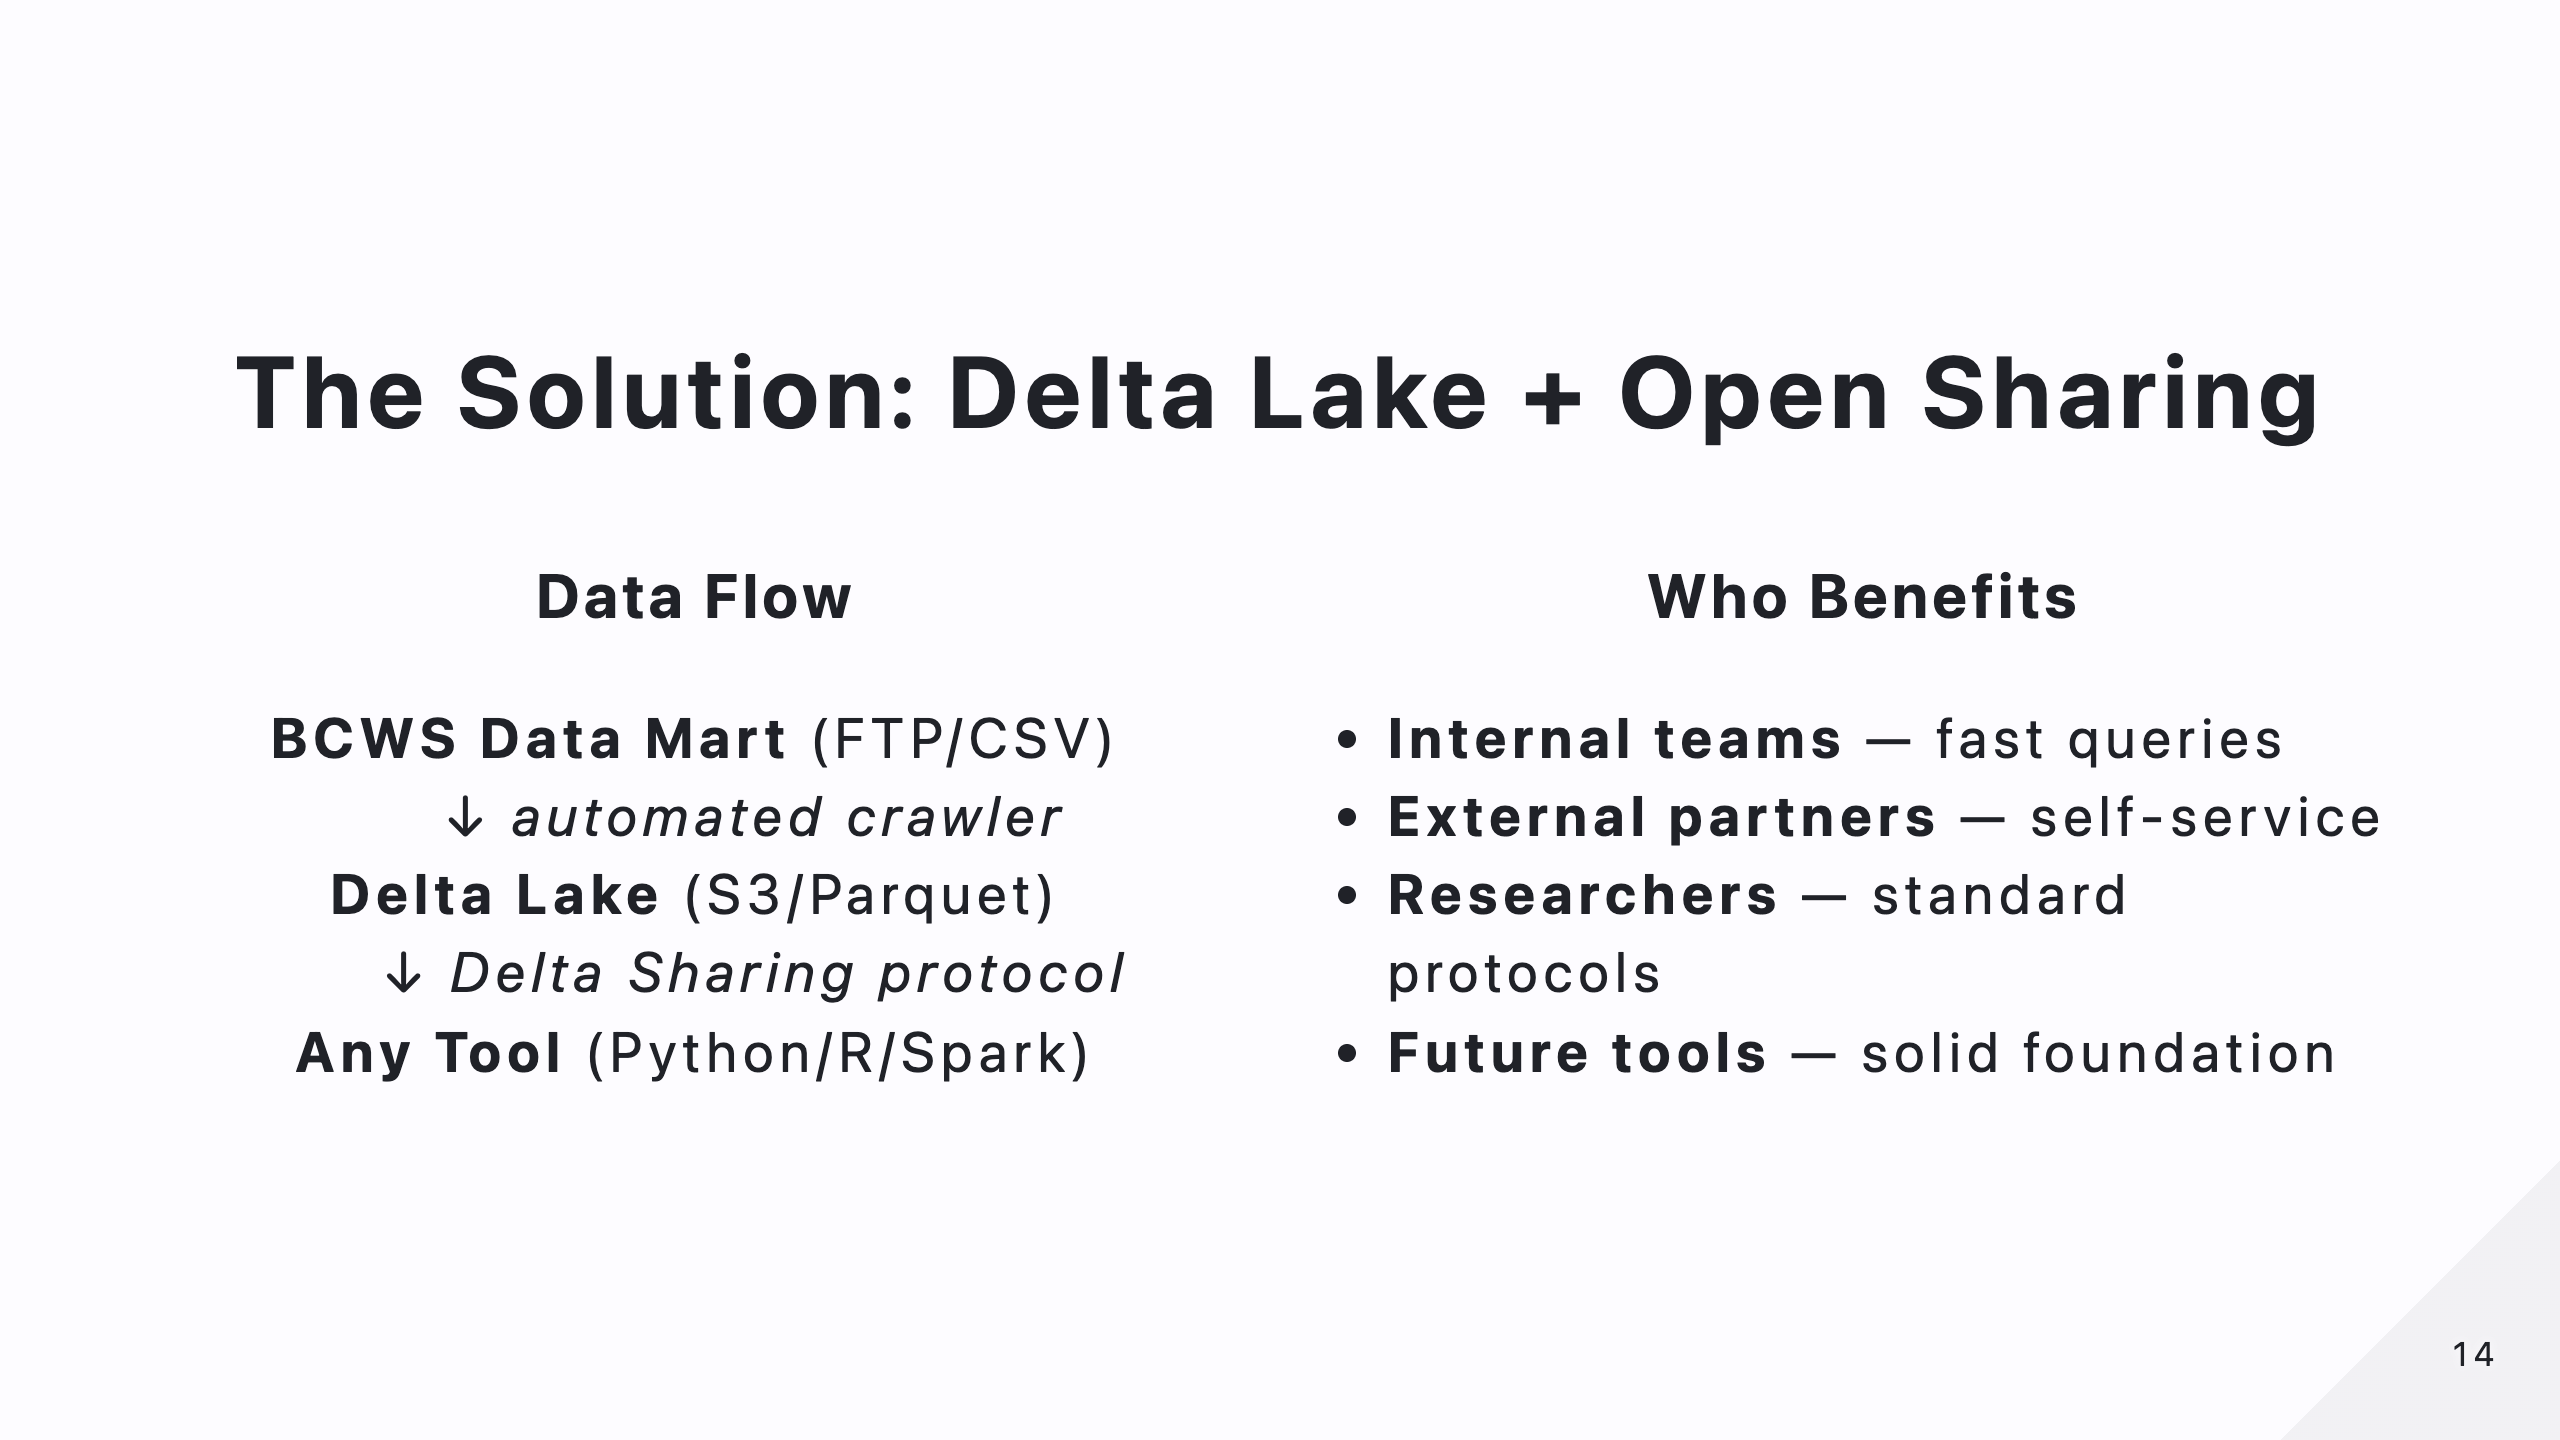 The Solution: Delta Lake + Open Sharing
Data Flow
BCWS Data Mart (FTP/CSV)
↓ automated crawler
Delta Lake (S3/Parquet)
↓ Delta Sharing protocol
Any Tool (Python/R/Spark)
Who Benefits
• Internal teams — fast queries
• External partners — self-service
• Researchers — standard
protocols
• Future tools — solid foundation
14